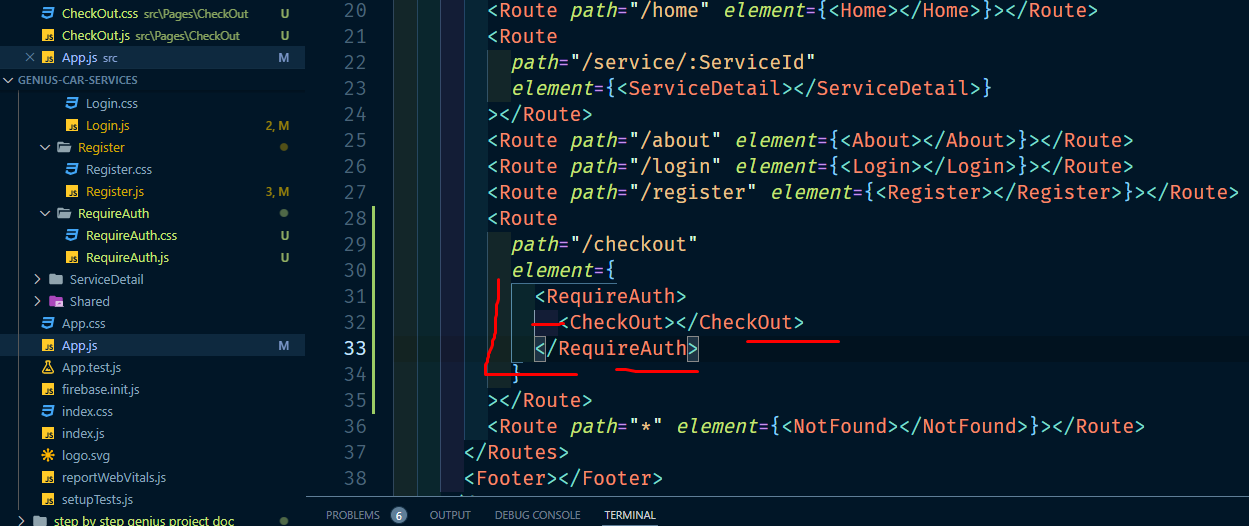 CheckOut.css src\Pages\CheckOut U
CheckOut.js src\Pages\CheckOut U
App.js src M
GENIUS-CAR-SERVICES
Login.css
Login.js 2, M
Register
Register.css
Register.js 3, M
RequireAuth
RequireAuth.css U
RequireAuth.js U
ServiceDetail
Shared
App.css
App.js M
App.test.js
firebase.init.js
index.css
index.js
logo.svg
reportWebVitals.js
setupTests.js
step by step genius project doc
20 <Route path="/home" element={<Home></Home>}></Route>
21 <Route
22 path="/service/:ServiceId"
23 element={<ServiceDetail></ServiceDetail>}
24 ></Route>
25 <Route path="/about" element={<About></About>}></Route>
26 <Route path="/login" element={<Login></Login>}></Route>
27 <Route path="/register" element={<Register></Register>}></Route>
28 <Route
29 path="/checkout"
30 element={
31 <RequireAuth>
32 <CheckOut></CheckOut>
33 </RequireAuth>
34 }
35 ></Route>
36 <Route path="*" element={<NotFound></NotFound>}></Route>
37 </Routes>
38 <Footer></Footer>
PROBLEMS 6 OUTPUT DEBUG CONSOLE TERMINAL